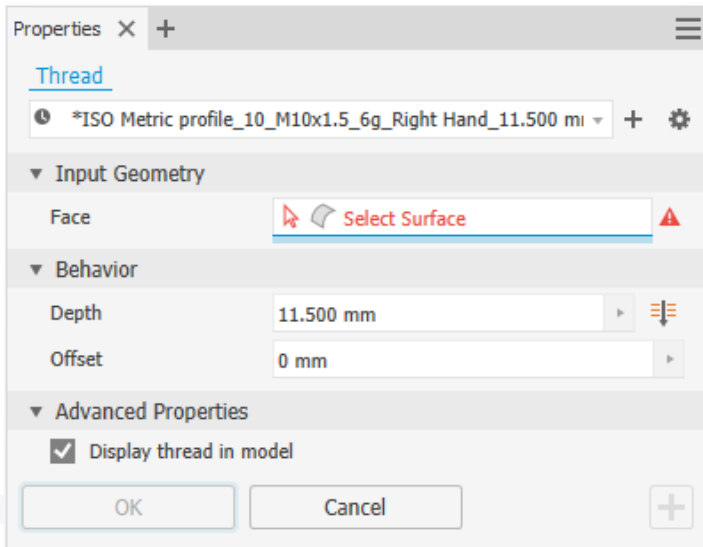 Properties
Thread
*ISO Metric profile_10_M10x1.5_6g_Right Hand_11.500
Input Geometry
Face Select Surface
Behavior
Depth 11.500 mm
Offset 0 mm
Advanced Properties
Display thread in model
OK Cancel